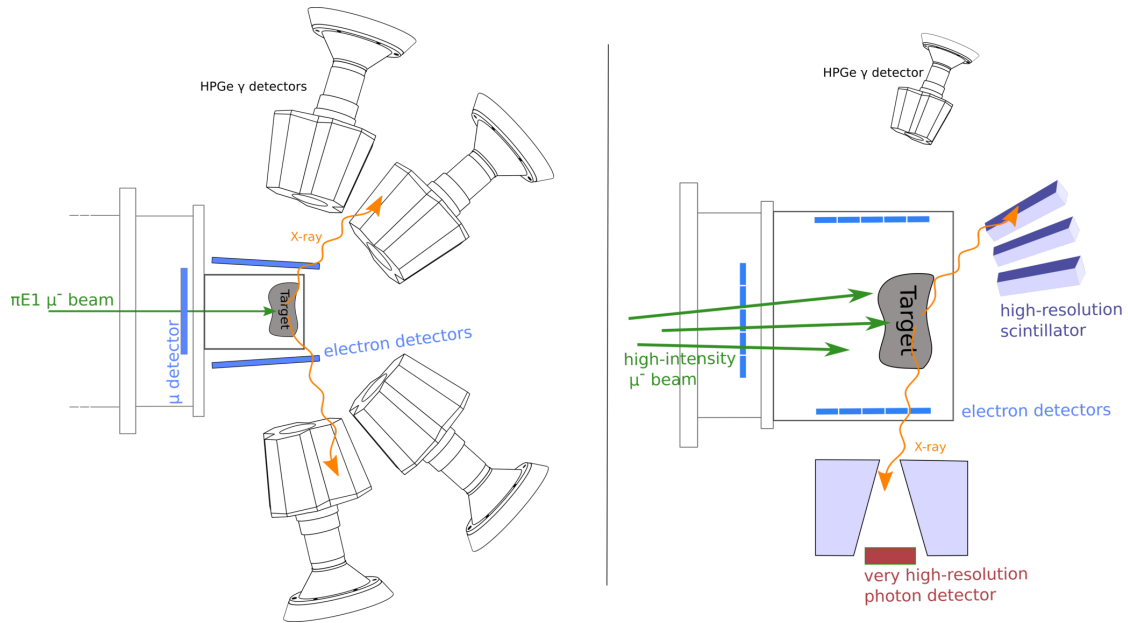 HPGe γ detectors
X-ray
πE1 μ⁻ beam
Target
electron detectors
μ detector
HPGe γ
detector
Target
high-resolution
scintillator
high-intensity
μ⁻ beam
electron detectors
X-ray
very high-resolution
photon detector